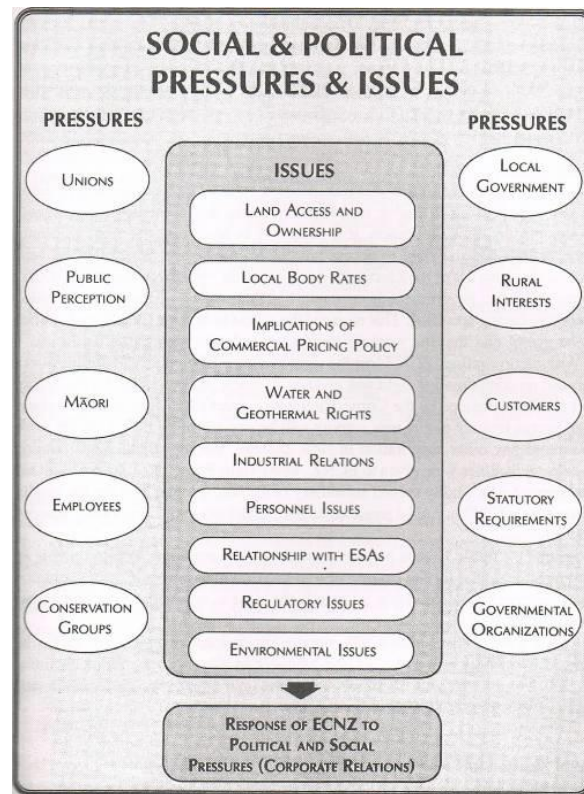 SOCIAL & POLITICAL
PRESSURES & ISSUES
PRESSURES
UNIONS
PUBLIC
PERCEPTION
MĀORI
EMPLOYEES
CONSERVATION
GROUPS
ISSUES
LAND ACCESS AND
OWNERSHIP
LOCAL BODY RATES
IMPLICATIONS OF
COMMERCIAL PRICING POLICY
WATER AND
GEOTHERMAL RIGHTS
INDUSTRIAL RELATIONS
PERSONNEL ISSUES
RELATIONSHIP WITH ESAs
REGULATORY ISSUES
ENVIRONMENTAL ISSUES
PRESSURES
LOCAL
GOVERNMENT
RURAL
INTERESTS
CUSTOMERS
STATUTORY
REQUIREMENTS
GOVERNMENTAL
ORGANIZATIONS
RESPONSE OF ECNZ TO
POLITICAL AND SOCIAL
PRESSURES (CORPORATE RELATIONS)